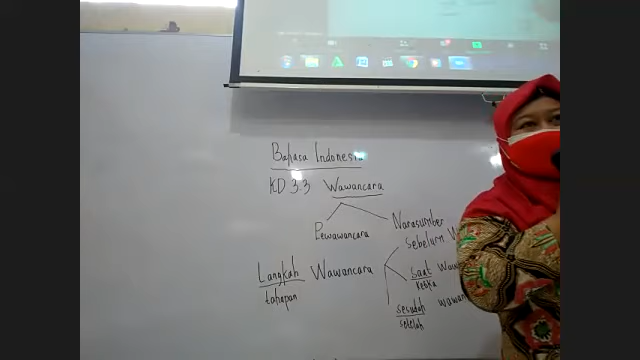 Bahasa Indonesia
KD 3.3 Wawancara
Pewawancara
Narasumber
Langkah Wawancara
tahapan
Sebelum
Saat
ketika
sesudah
setelah